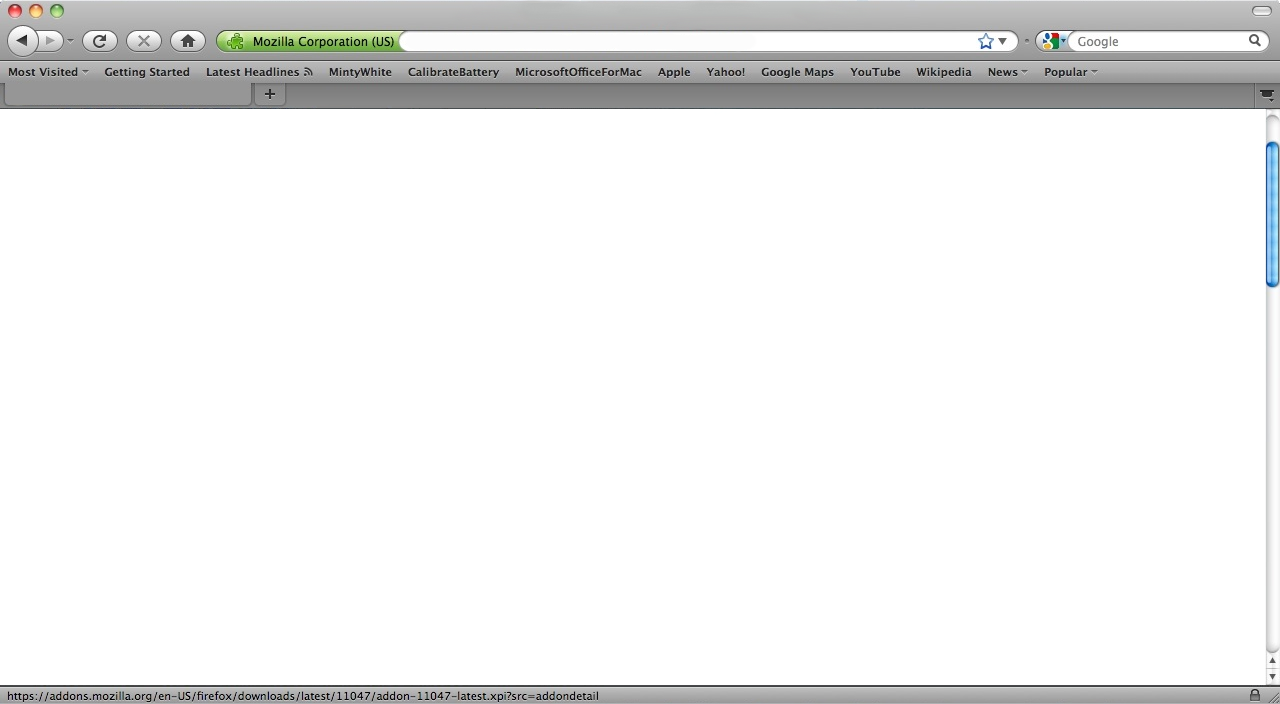 Mozilla Corporation (US) Google
Most Visited Getting Started Latest Headlines MintyWhite CalibrateBattery MicrosoftOfficeForMac Apple Yahoo! Google Maps YouTube Wikipedia News Popular
https://addons.mozilla.org/en-US/firefox/downloads/latest/11047/addon-11047-latest.xpi?src=addondetail